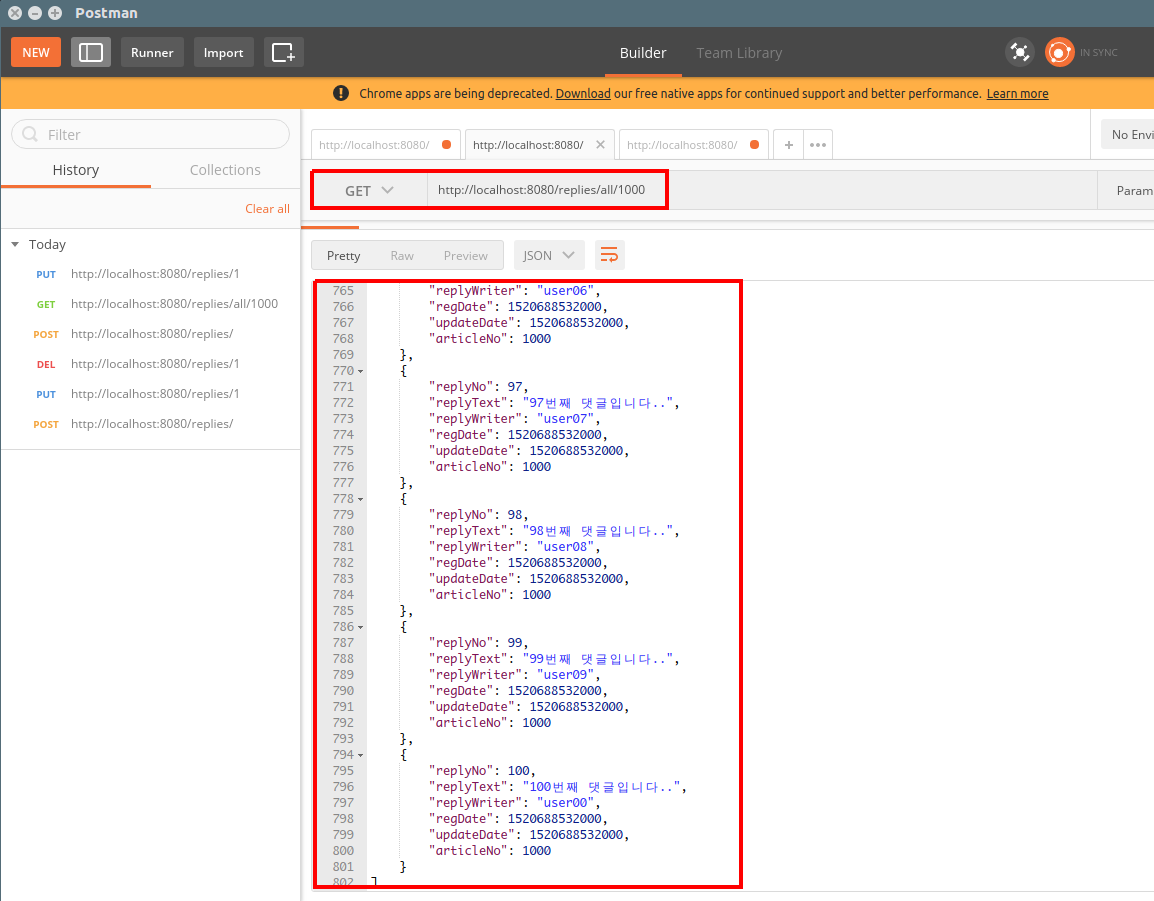 Postman
NEW
Runner
Import
Builder
Team Library
IN SYNC
Chrome apps are being deprecated. Download our free native apps for continued support and better performance. Learn more
Filter
History
Collections
Clear all
Today
PUT http://localhost:8080/replies/1
GET http://localhost:8080/replies/all/1000
POST http://localhost:8080/replies/
DEL http://localhost:8080/replies/1
PUT http://localhost:8080/replies/1
POST http://localhost:8080/replies/
http://localhost:8080/
http://localhost:8080/
http://localhost:8080/
No Envi
GET http://localhost:8080/replies/all/1000
Param
Pretty
Raw
Preview
JSON
765 "replyWriter": "user06",
766 "regDate": 1520688532000,
767 "updateDate": 1520688532000,
768 "articleNo": 1000
769 },
770 {
771 "replyNo": 97,
772 "replyText": "97번째 댓글입니다..",
773 "replyWriter": "user07",
774 "regDate": 1520688532000,
775 "updateDate": 1520688532000,
776 "articleNo": 1000
777 },
778 {
779 "replyNo": 98,
780 "replyText": "98번째 댓글입니다..",
781 "replyWriter": "user08",
782 "regDate": 1520688532000,
783 "updateDate": 1520688532000,
784 "articleNo": 1000
785 },
786 {
787 "replyNo": 99,
788 "replyText": "99번째 댓글입니다..",
789 "replyWriter": "user09",
790 "regDate": 1520688532000,
791 "updateDate": 1520688532000,
792 "articleNo": 1000
793 },
794 {
795 "replyNo": 100,
796 "replyText": "100번째 댓글입니다..",
797 "replyWriter": "user00",
798 "regDate": 1520688532000,
799 "updateDate": 1520688532000,
800 "articleNo": 1000
801 }
802 ]